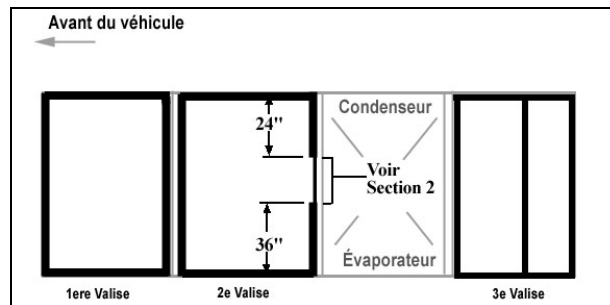 Avant du véhicule
Condenseur
24"
Voir
Section 2
36"
Évaporateur
1ere Valise
2e Valise
3e Valise